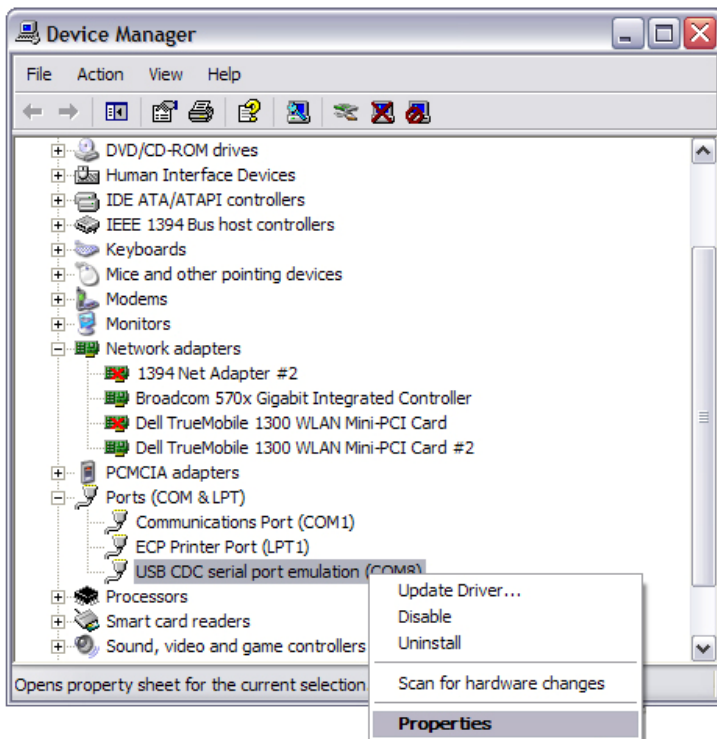 Device Manager
File Action View Help
DVD/CD-ROM drives
Human Interface Devices
IDE ATA/ATAPI controllers
IEEE 1394 Bus host controllers
Keyboards
Mice and other pointing devices
Modems
Monitors
Network adapters
1394 Net Adapter #2
Broadcom 570x Gigabit Integrated Controller
Dell TrueMobile 1300 WLAN Mini-PCI Card
Dell TrueMobile 1300 WLAN Mini-PCI Card #2
PCMCIA adapters
Ports (COM & LPT)
Communications Port (COM1)
ECP Printer Port (LPT1)
USB CDC serial port emulation (COM8)
Processors
Smart card readers
Sound, video and game controllers
Opens property sheet for the current selection.
Update Driver...
Disable
Uninstall
Scan for hardware changes
Properties